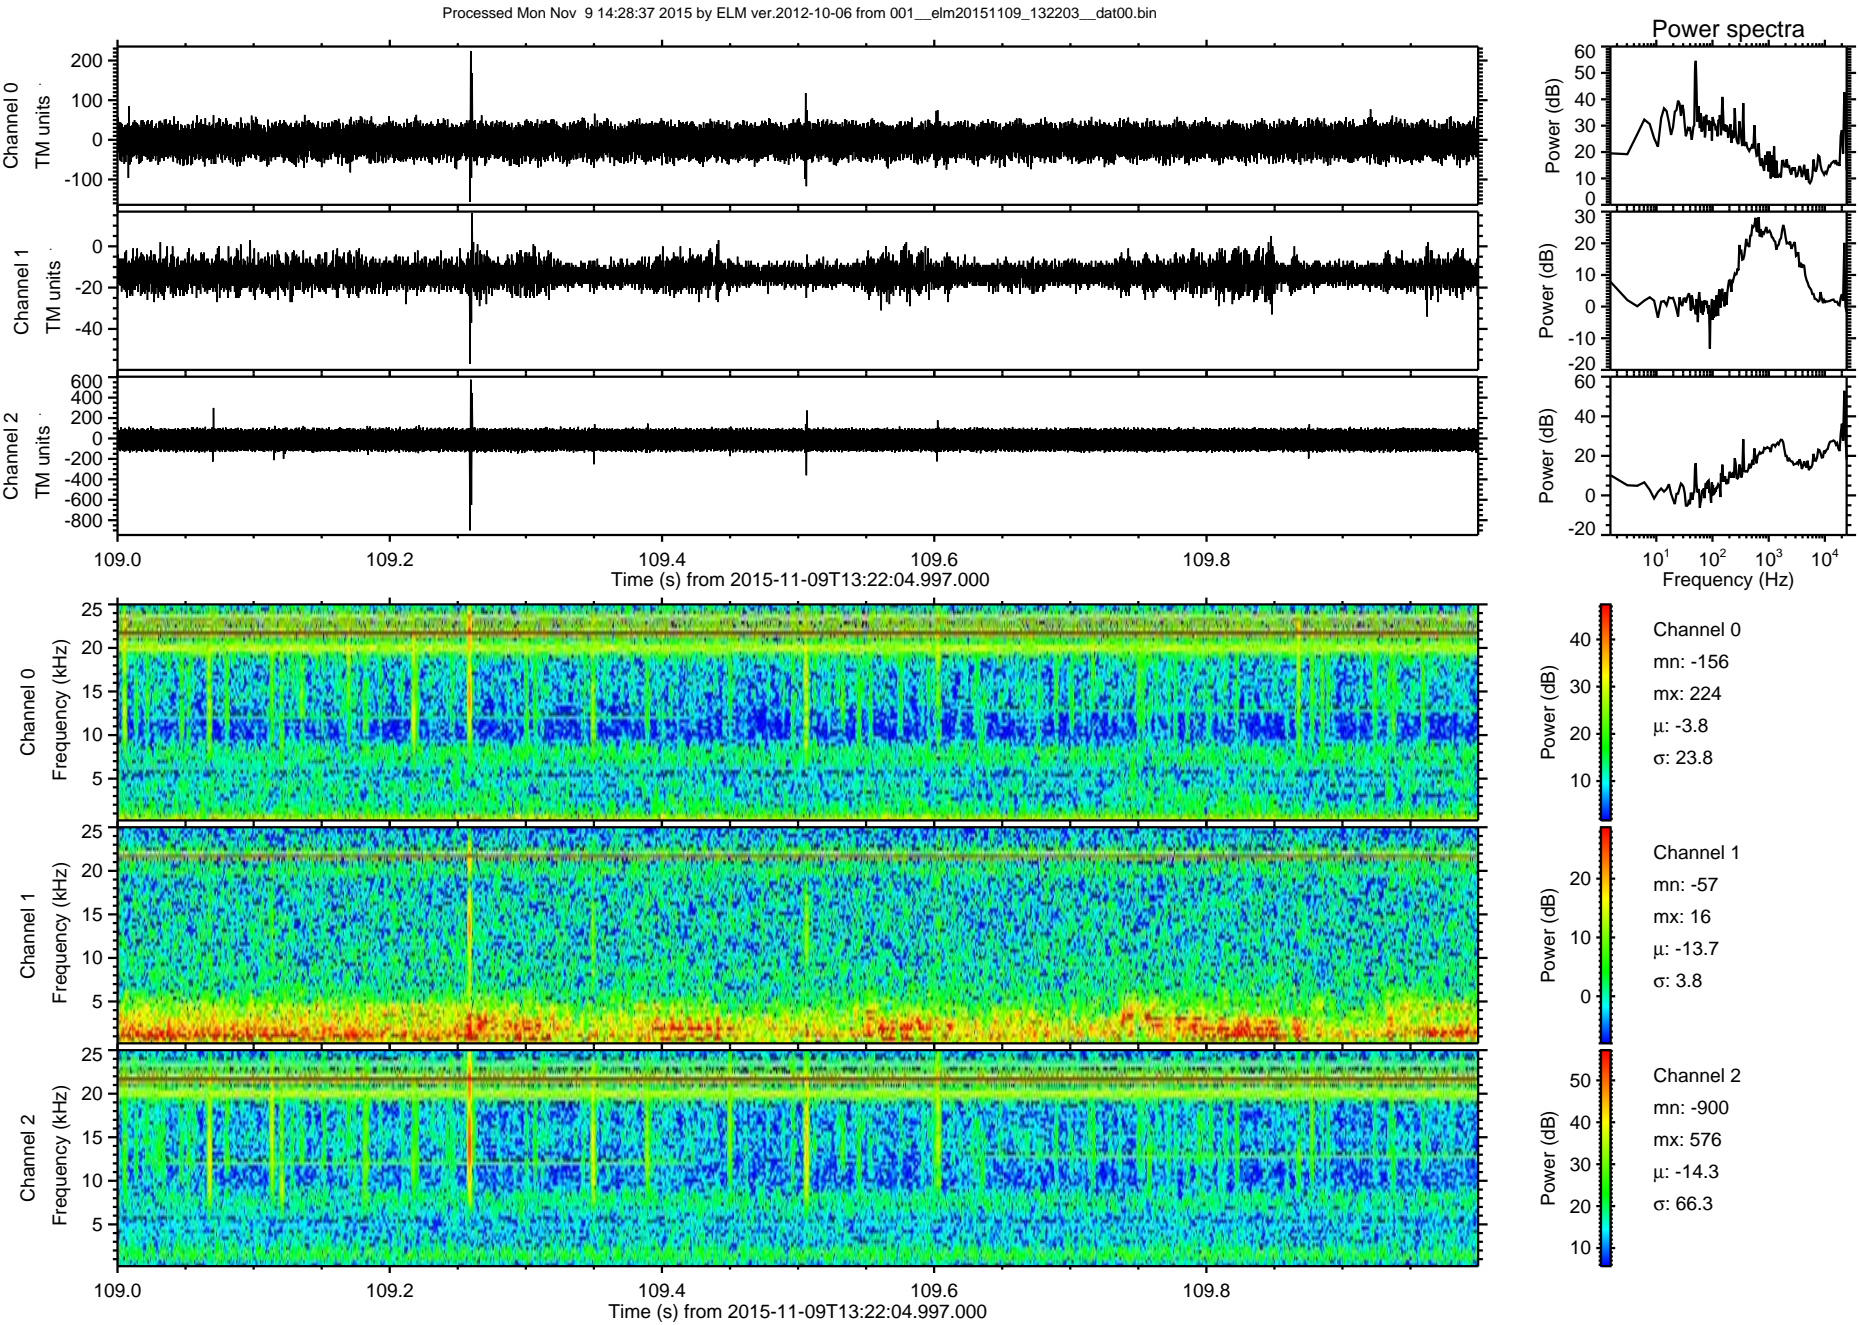 Processed Mon Nov  9 14:28:37 2015 by ELM ver.2012-10-06 from 001__elm20151109_132203__dat00.bin
Power spectra
Channel 0
TM units
200
100
0
-100
Power (dB)
60
50
40
30
20
10
0
Channel 1
TM units
0
-20
-40
Power (dB)
30
20
10
0
-10
-20
Channel 2
TM units
600
400
200
0
-200
-400
-600
-800
Power (dB)
60
40
20
0
-20
109.0 109.2 109.4 109.6 109.8
Time (s) from 2015-11-09T13:22:04.997.000
10¹ 10² 10³ 10⁴
Frequency (Hz)
Channel 0
Frequency (kHz)
25
20
15
10
5
Power (dB)
40
30
20
10
Channel 0
mn: -156
mx: 224
μ: -3.8
σ: 23.8
Channel 1
Frequency (kHz)
25
20
15
10
5
Power (dB)
20
10
0
Channel 1
mn: -57
mx: 16
μ: -13.7
σ: 3.8
Channel 2
Frequency (kHz)
25
20
15
10
5
Power (dB)
50
40
30
20
10
Channel 2
mn: -900
mx: 576
μ: -14.3
σ: 66.3
109.0 109.2 109.4 109.6 109.8
Time (s) from 2015-11-09T13:22:04.997.000